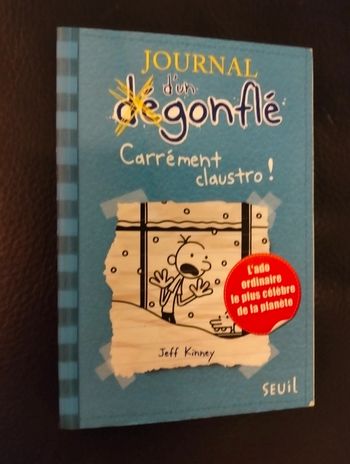 JOURNAL
d'un
dégonflé
Carrément
claustro !
L'ado
ordinaire
le plus célèbre
de la planète
Jeff Kinney
SEUIL